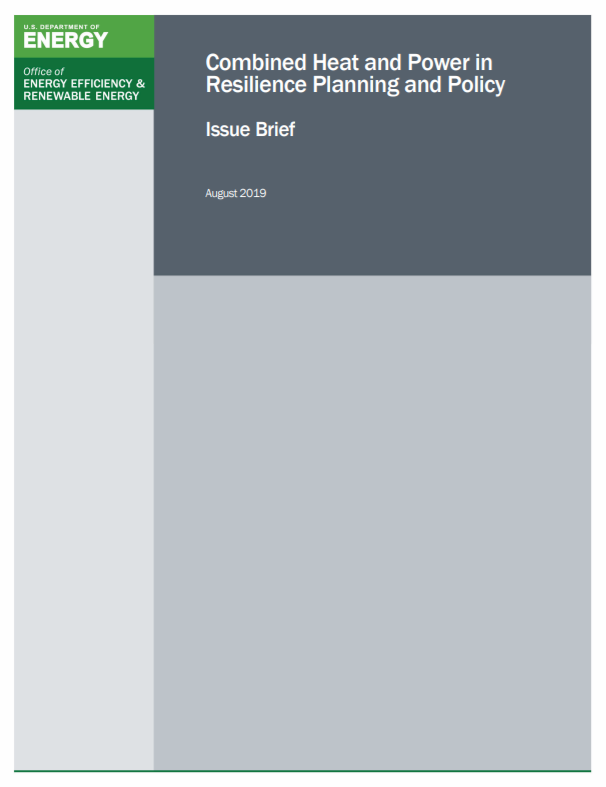 U.S. DEPARTMENT OF
ENERGY
Office of
ENERGY EFFICIENCY &
RENEWABLE ENERGY
Combined Heat and Power in
Resilience Planning and Policy
Issue Brief
August 2019